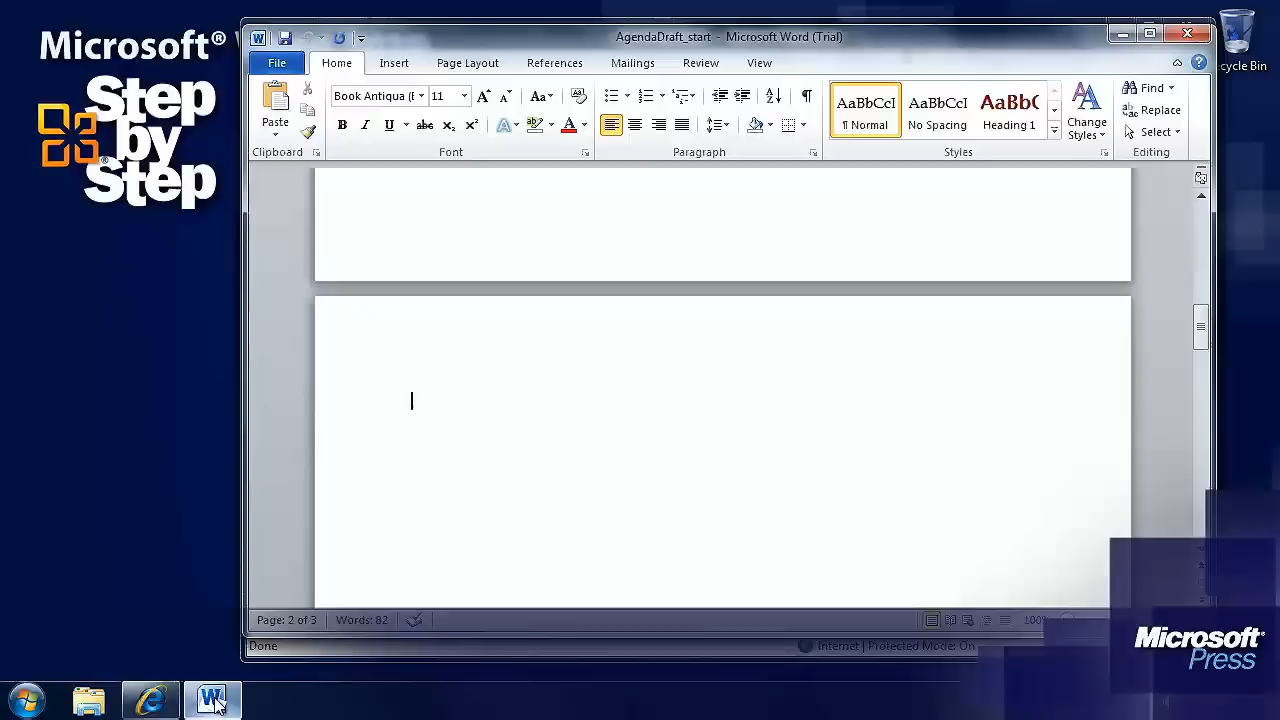 Microsoft®
Step
by
Step
AgendaDraft_start - Microsoft Word (Trial)
File Home Insert Page Layout References Mailings Review View
Book Antiqua (E 11
Paste
Clipboard
Font
Paragraph
AaBbCcI AaBbCcI AaBbC
¶ Normal No Spacing Heading 1
Change
Styles
Styles
Find
Replace
Select
Editing
cycle Bin
Page: 2 of 3 Words: 82
100%
Done
Internet | Protected Mode: On
Microsoft
Press